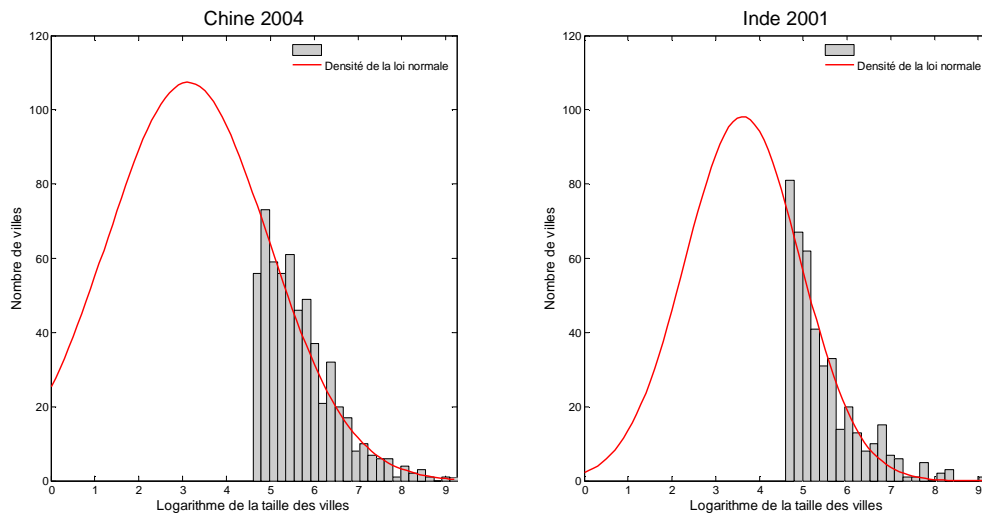 Chine 2004
120
100
80
60
40
20
0
Nombre de villes
Densité de la loi normale
0 1 2 3 4 5 6 7 8 9
Logarithme de la taille des villes
Inde 2001
120
100
80
60
40
20
0
Nombre de villes
Densité de la loi normale
0 1 2 3 4 5 6 7 8 9
Logarithme de la taille des villes